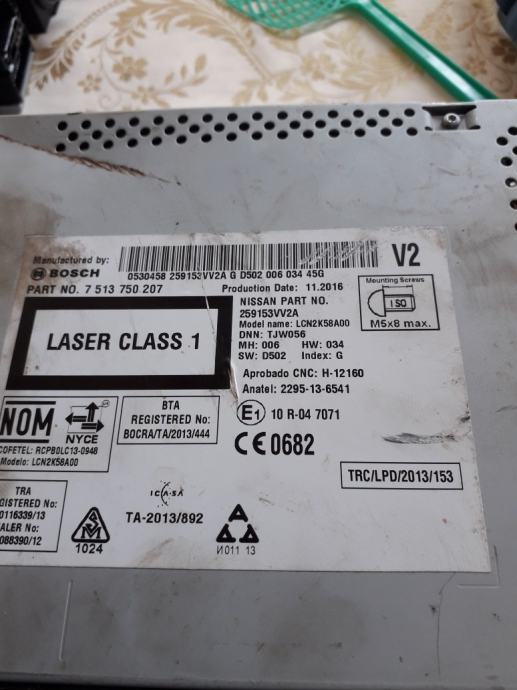 Manufactured by:
BOSCH
0530458 259152VV2A G D502 006 034 45G
V2
PART NO. 7 513 750 207
Production Date: 11.2016
NISSAN PART NO.
259153VV2A
Model name: LCN2K58A00
DNN: TJW056
MH: 006 HW: 034
SW: D502 Index: G
Mounting Screws
ISO
M5x8 max.
LASER CLASS 1
Aprobado CNC: H-12160
Anatel: 2295-13-6541
E1 10 R-04 7071
CE 0682
NOM
NYCE
COFETEL: RCPBOLC13-0948
Modelo: LCN2K58A00
BTA
REGISTERED No:
BOCRA/TA/2013/444
TRC/LPD/2013/153
TRA
GISTERED No:
0116339/13
ALER No:
088390/12
1024
ICASA
TA-2013/892
И011 13